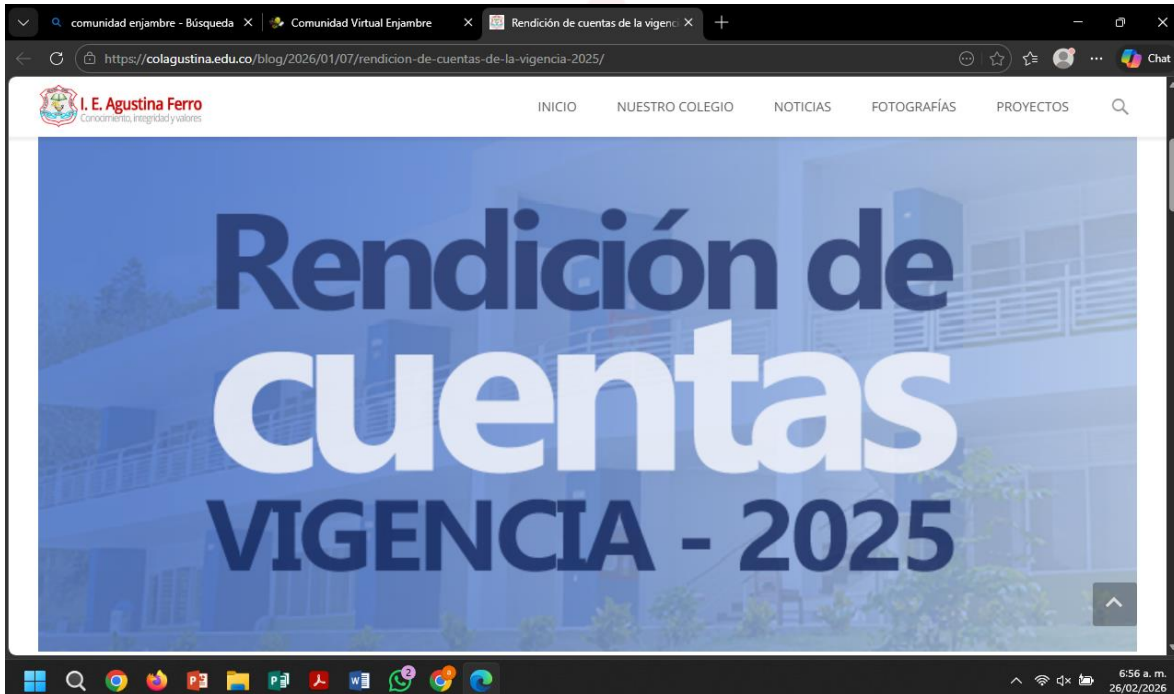 comunidad enjambre - Búsqueda
Comunidad Virtual Enjambre
Rendición de cuentas de la vigenci
https://colagustina.edu.co/blog/2026/01/07/rendicion-de-cuentas-de-la-vigencia-2025/
Chat
I. E. Agustina Ferro
Conocimiento, integridad y valores
INICIO NUESTRO COLEGIO NOTICIAS FOTOGRAFÍAS PROYECTOS
Rendición de
cuentas
VIGENCIA - 2025
2
6:56 a. m.
26/02/2026